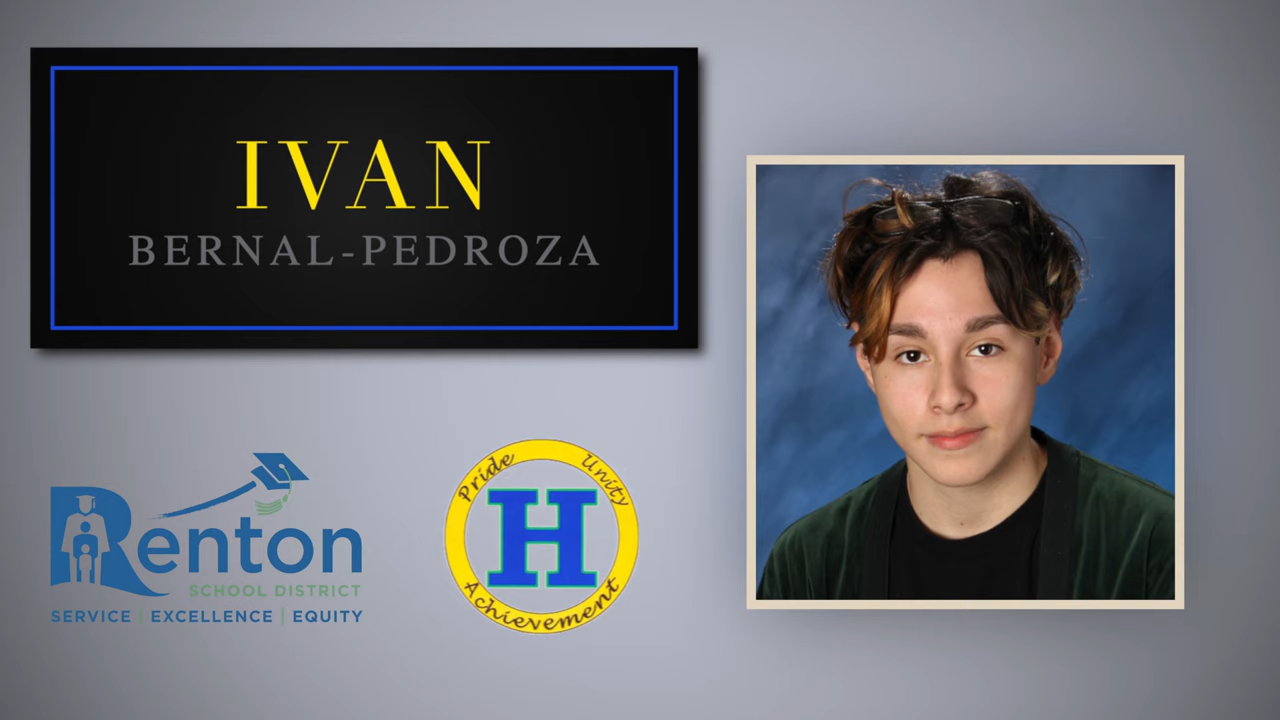 IVAN
BERNAL-PEDROZA
Renton
SCHOOL DISTRICT
SERVICE | EXCELLENCE | EQUITY
Pride Unity
H
Achievement